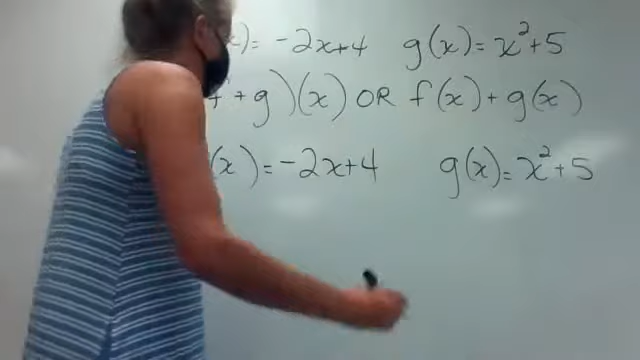 (x) = -2x+4 g(x) = x²+5
+ g)(x) OR f(x) + g(x)
(x) = -2x+4 g(x) = x²+5